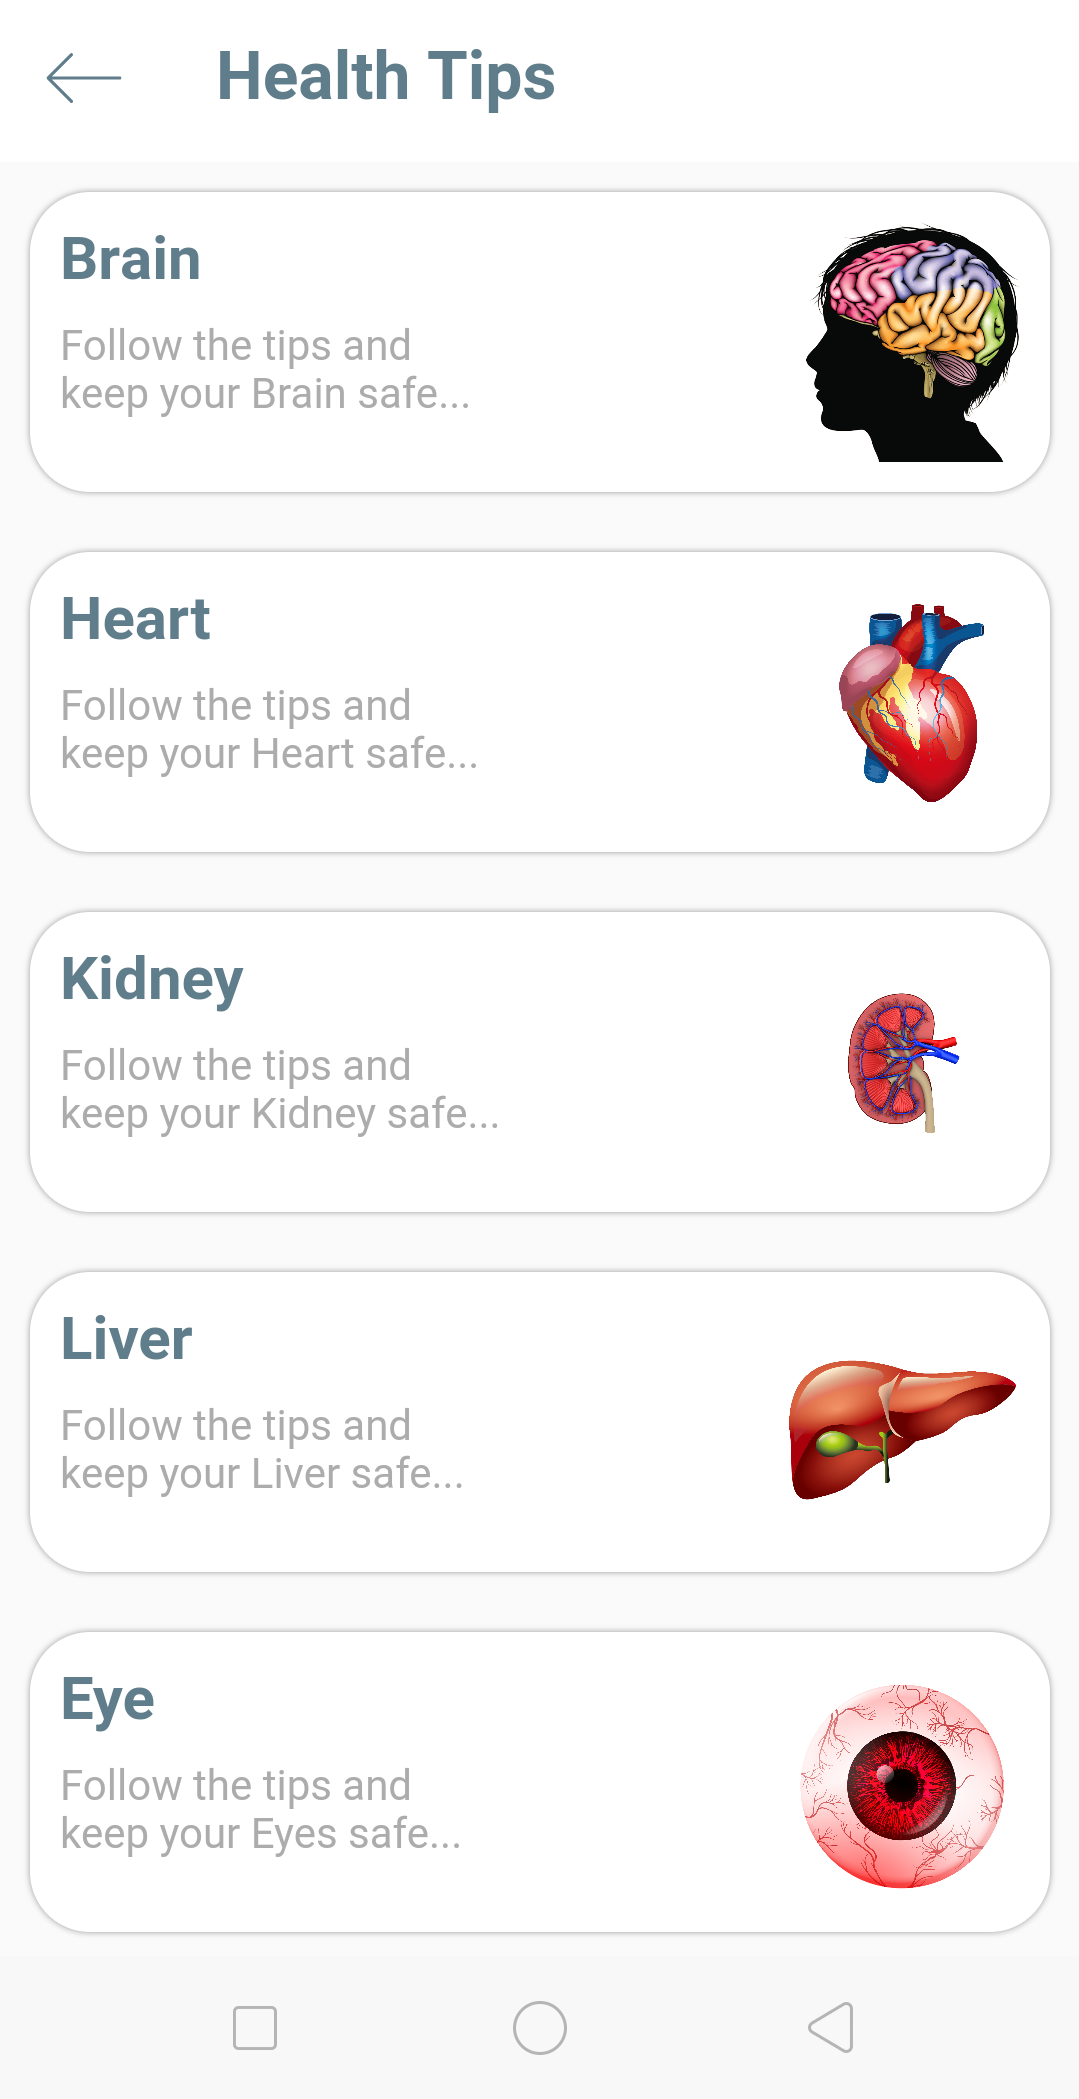 Health Tips
Brain
Follow the tips and
keep your Brain safe...
Heart
Follow the tips and
keep your Heart safe...
Kidney
Follow the tips and
keep your Kidney safe...
Liver
Follow the tips and
keep your Liver safe...
Eye
Follow the tips and
keep your Eyes safe...